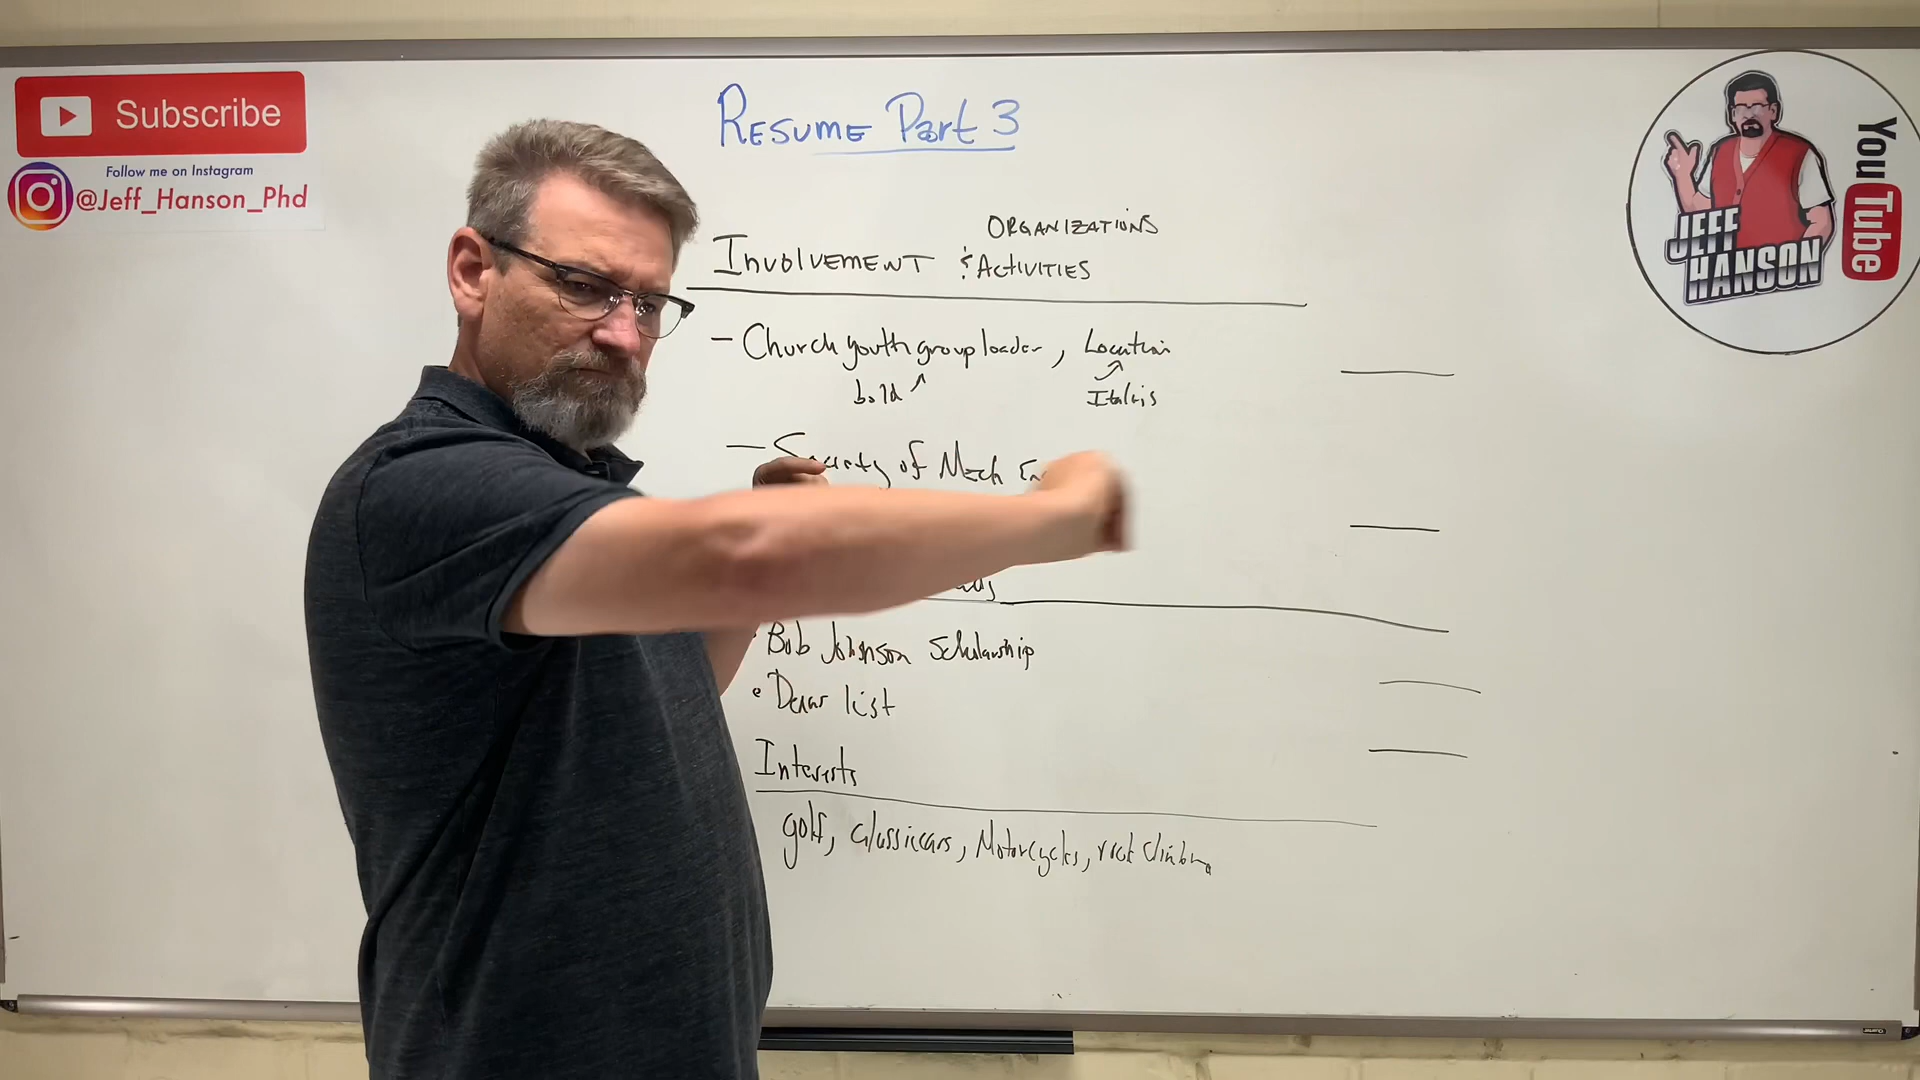 Subscribe
Follow me on Instagram
@Jeff_Hanson_Phd
RESUME Part 3
ORGANIZATIONS
INVOLVEMENT & ACTIVITIES
- Church youth group leader, Location
bold Italics
- Society of Mech
• Bob Johnson Scholarship
• Deans list
Interests
golf, classic cars, Motorcycles, rock climbing
JEFF
HANSON
YouTube